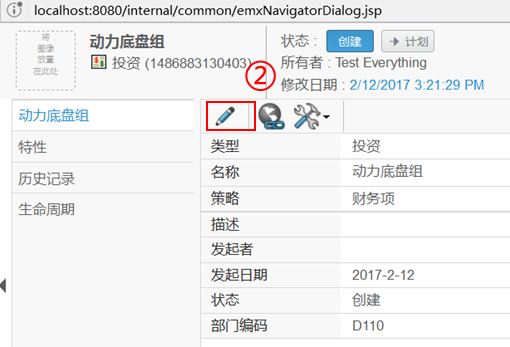 localhost:8080/internal/common/emxNavigatorDialog.jsp
将
图像
放置
在此处
动力底盘组
投资 (1486883130403)
②
状态 : 创建 计划
所有者 : Test Everything
修改日期 : 2/12/2017 3:21:29 PM
动力底盘组
特性
历史记录
生命周期
类型 投资
名称 动力底盘组
策略 财务项
描述
发起者
发起日期 2017-2-12
状态 创建
部门编码 D110